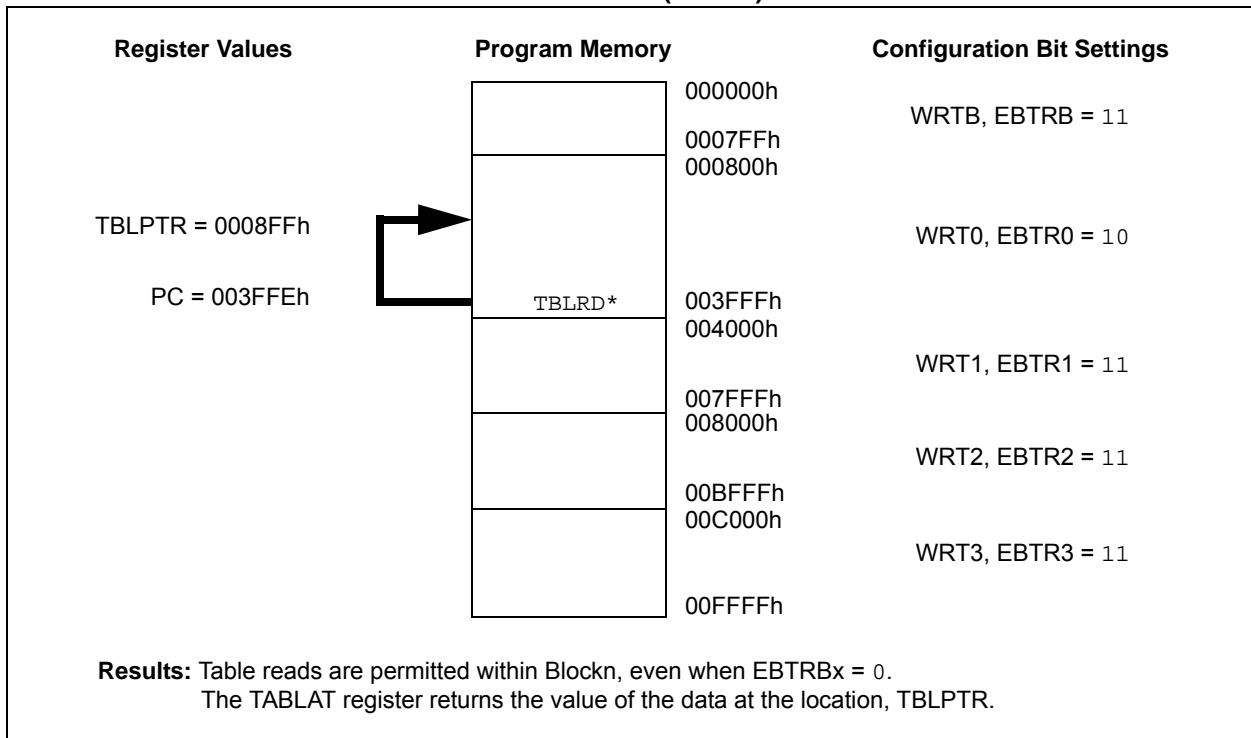 Register Values Program Memory Configuration Bit Settings
000000h
WRTB, EBTRB = 11
0007FFh
000800h
TBLPTR = 0008FFh
WRT0, EBTR0 = 10
PC = 003FFEh
TBLRD*
003FFFh
004000h
WRT1, EBTR1 = 11
007FFFh
008000h
WRT2, EBTR2 = 11
00BFFFh
00C000h
WRT3, EBTR3 = 11
00FFFFh
Results: Table reads are permitted within Blockn, even when EBTRBx = 0.
The TABLAT register returns the value of the data at the location, TBLPTR.